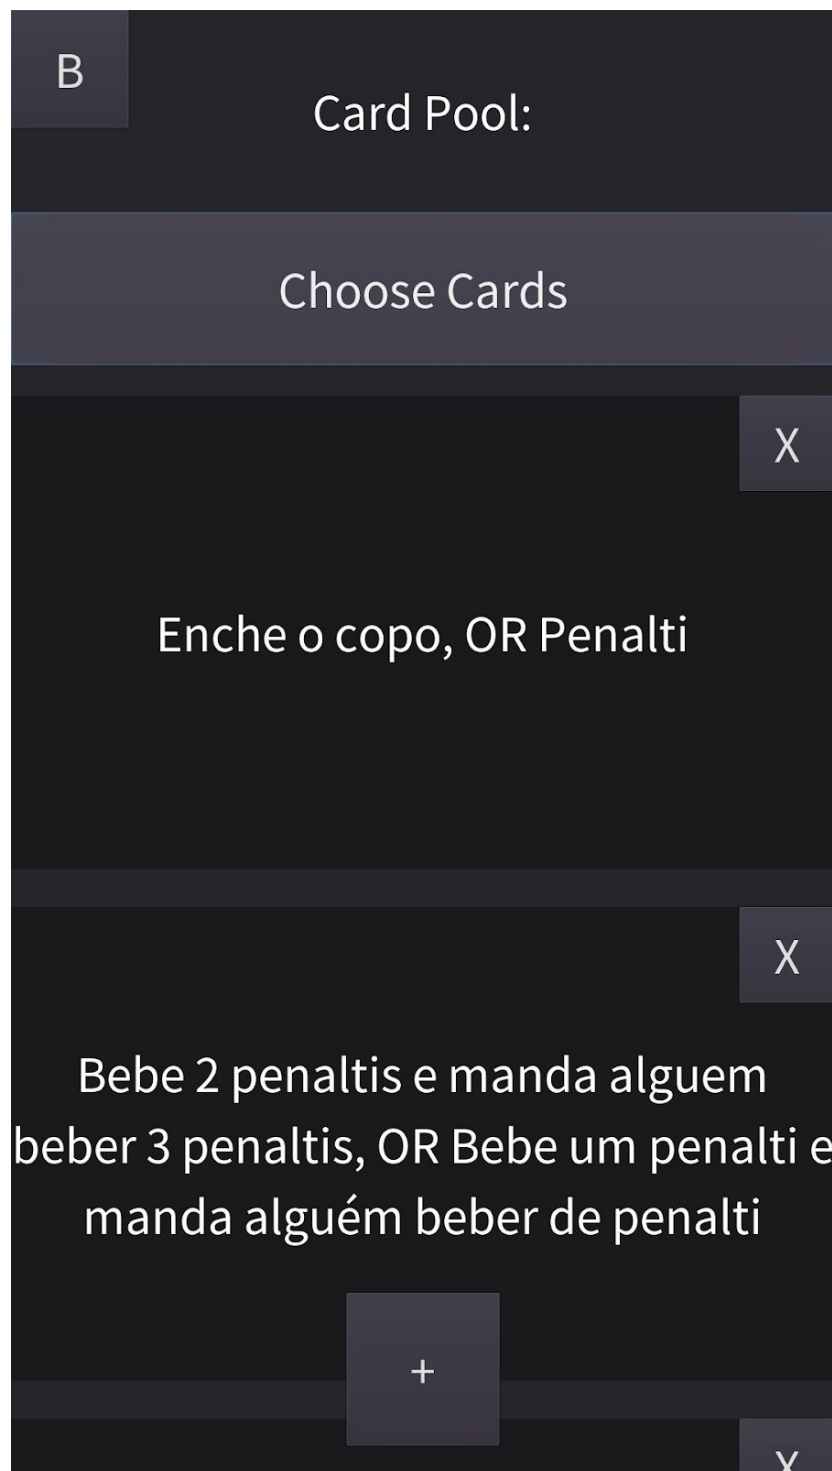 B
Card Pool:
Choose Cards
X
Enche o copo, OR Penalti
X
Bebe 2 penaltis e manda alguem
beber 3 penaltis, OR Bebe um penalti e
manda alguém beber de penalti
+
X